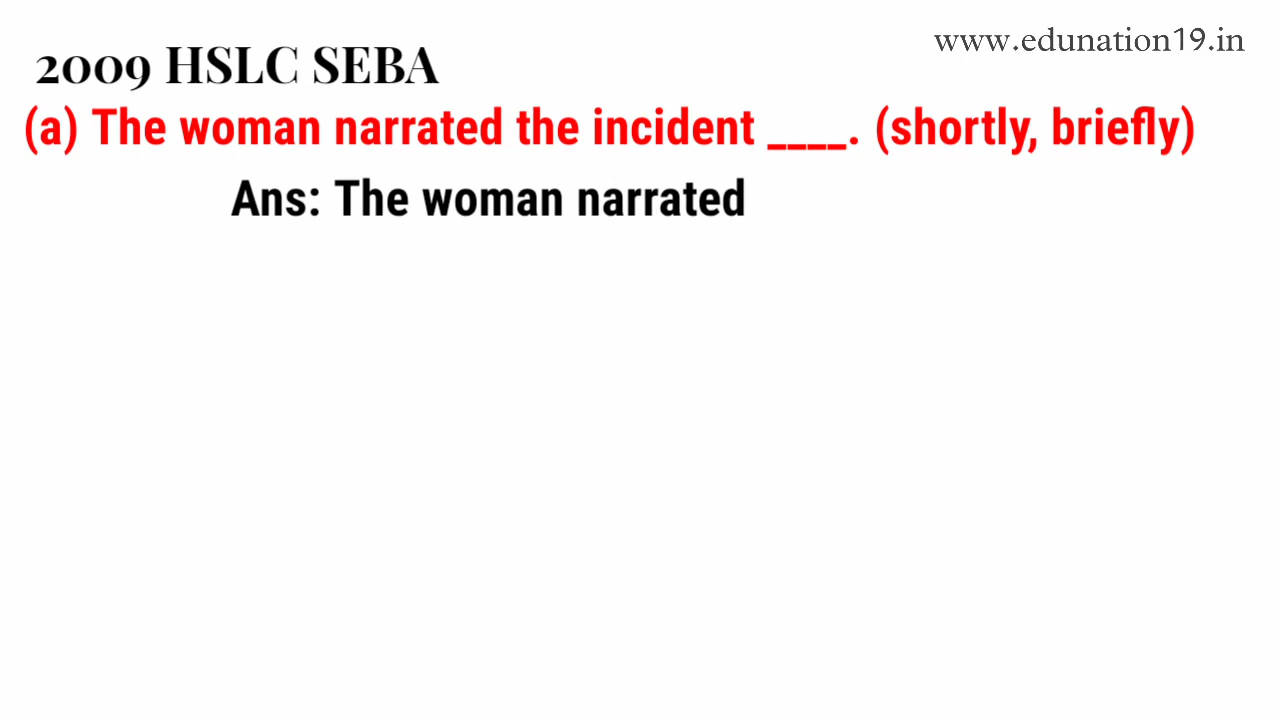 www.edunation19.in
2009 HSLC SEBA
(a) The woman narrated the incident ____. (shortly, briefly)
Ans: The woman narrated